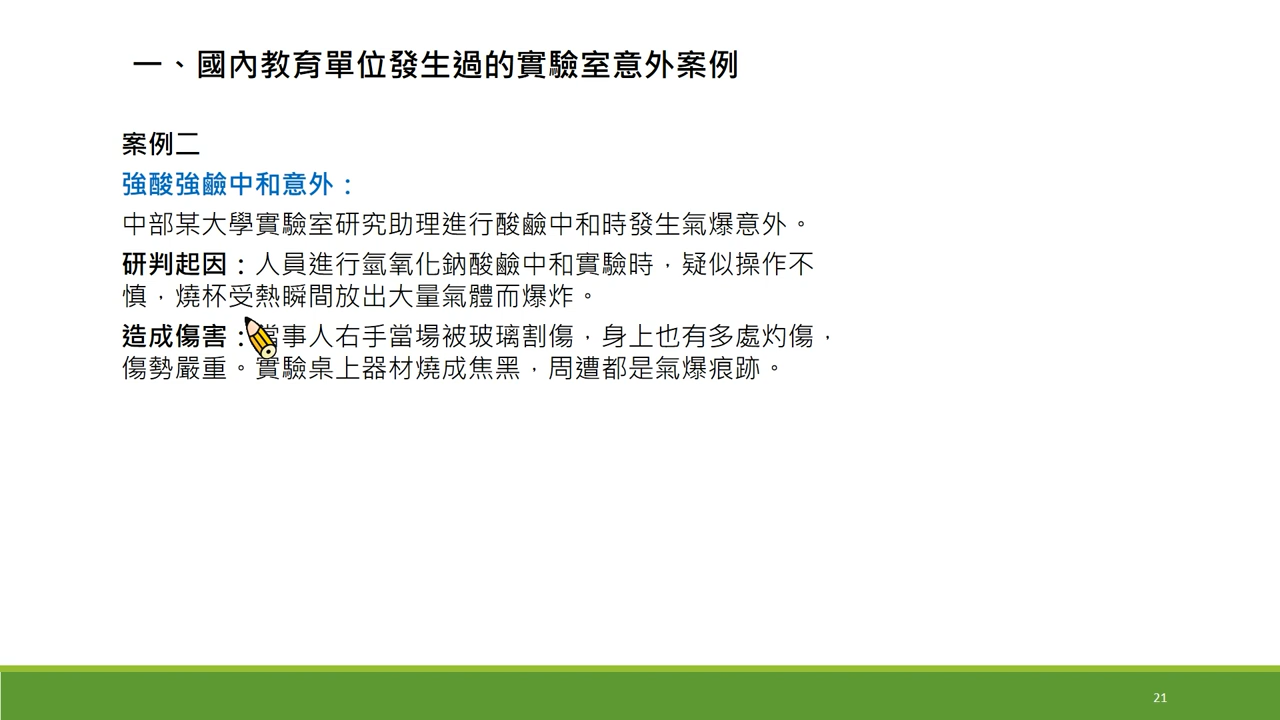 一、國內教育單位發生過的實驗室意外案例
案例二
強酸強鹼中和意外：
中部某大學實驗室研究助理進行酸鹼中和時發生氣爆意外。
研判起因：人員進行氫氧化鈉酸鹼中和實驗時，疑似操作不
慎，燒杯受熱瞬間放出大量氣體而爆炸。
造成傷害：當事人右手當場被玻璃割傷，身上也有多處灼傷，
傷勢嚴重。實驗桌上器材燒成焦黑，周遭都是氣爆痕跡。
21